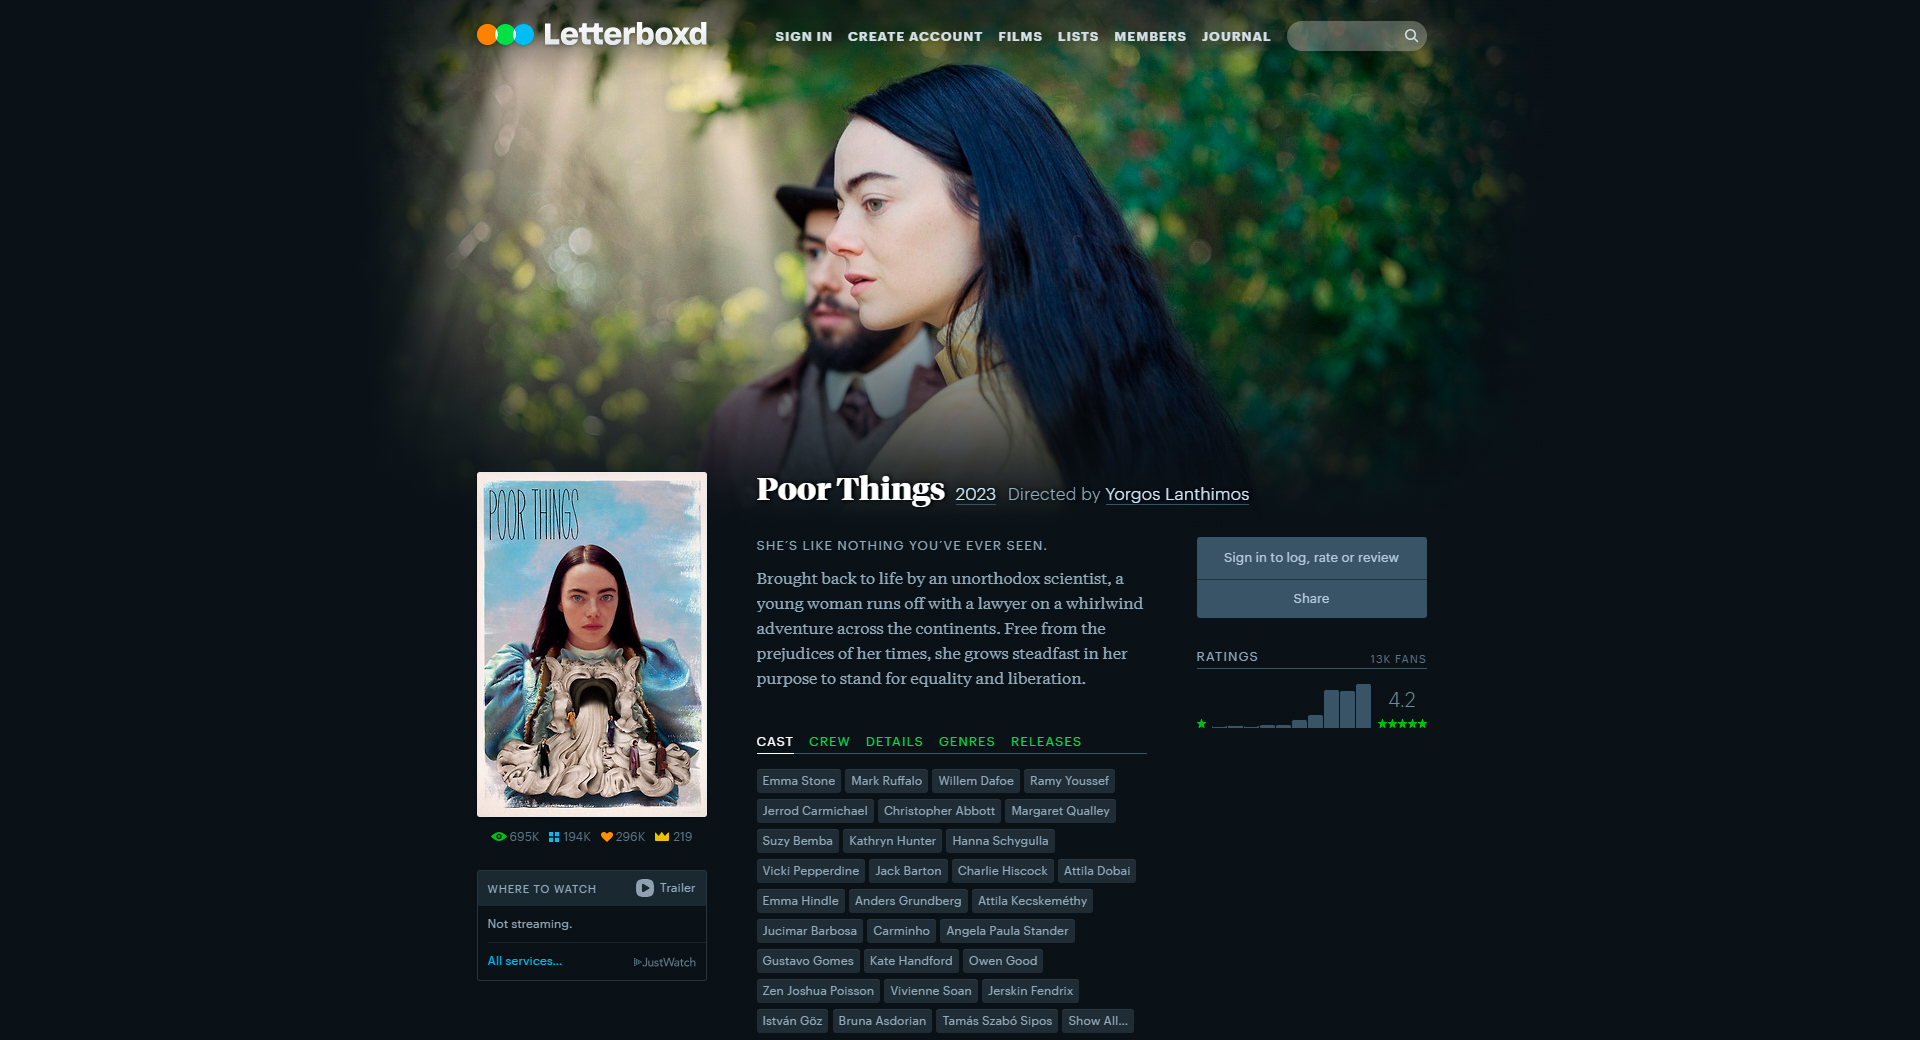 Letterboxd
SIGN IN CREATE ACCOUNT FILMS LISTS MEMBERS JOURNAL
POOR THINGS
Poor Things 2023 Directed by Yorgos Lanthimos
SHE'S LIKE NOTHING YOU'VE EVER SEEN.
Brought back to life by an unorthodox scientist, a
young woman runs off with a lawyer on a whirlwind
adventure across the continents. Free from the
prejudices of her times, she grows steadfast in her
purpose to stand for equality and liberation.
Sign in to log, rate or review
Share
RATINGS 13K FANS
4.2
CAST CREW DETAILS GENRES RELEASES
Emma Stone Mark Ruffalo Willem Dafoe Ramy Youssef
Jerrod Carmichael Christopher Abbott Margaret Qualley
Suzy Bemba Kathryn Hunter Hanna Schygulla
Vicki Pepperdine Jack Barton Charlie Hiscock Attila Dobai
Emma Hindle Anders Grundberg Attila Kecskeméthy
Jucimar Barbosa Carminho Angela Paula Stander
Gustavo Gomes Kate Handford Owen Good
Zen Joshua Poisson Vivienne Soan Jerskin Fendrix
István Göz Bruna Asdorian Tamás Szabó Sipos Show All...
695K 194K 296K 219
WHERE TO WATCH Trailer
Not streaming.
All services... JustWatch